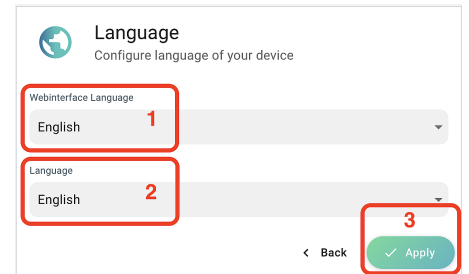 Language
Configure language of your device
Webinterface Language
English
1
Language
English
2
3
Back
Apply